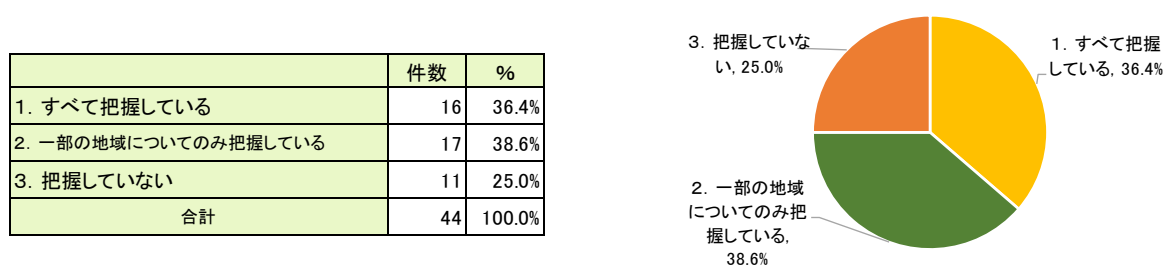 件数 %
1. すべて把握している 16 36.4%
2. 一部の地域についてのみ把握している 17 38.6%
3. 把握していない 11 25.0%
合計 44 100.0%
3. 把握していな
い, 25.0%
1. すべて把握
している, 36.4%
2. 一部の地域
についてのみ把
握している,
38.6%